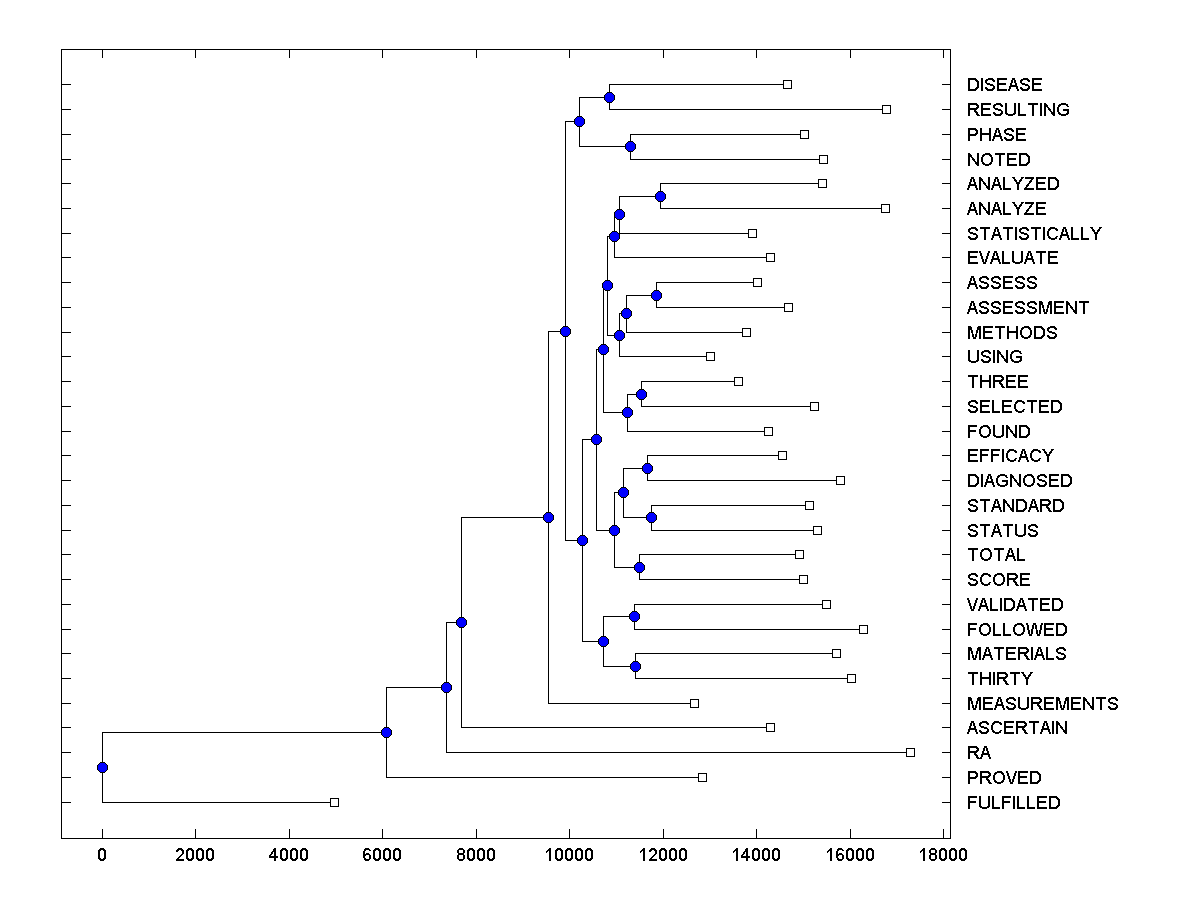 DISEASE
RESULTING
PHASE
NOTED
ANALYZED
ANALYZE
STATISTICALLY
EVALUATE
ASSESS
ASSESSMENT
METHODS
USING
THREE
SELECTED
FOUND
EFFICACY
DIAGNOSED
STANDARD
STATUS
TOTAL
SCORE
VALIDATED
FOLLOWED
MATERIALS
THIRTY
MEASUREMENTS
ASCERTAIN
RA
PROVED
FULFILLED
0 2000 4000 6000 8000 10000 12000 14000 16000 18000